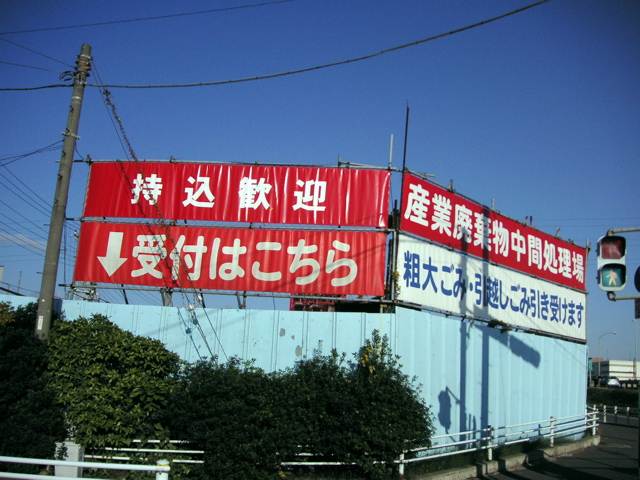 持込歓迎
↓受付はこちら
産業廃棄物中間処理場
粗大ごみ・引越しごみ引き受けます